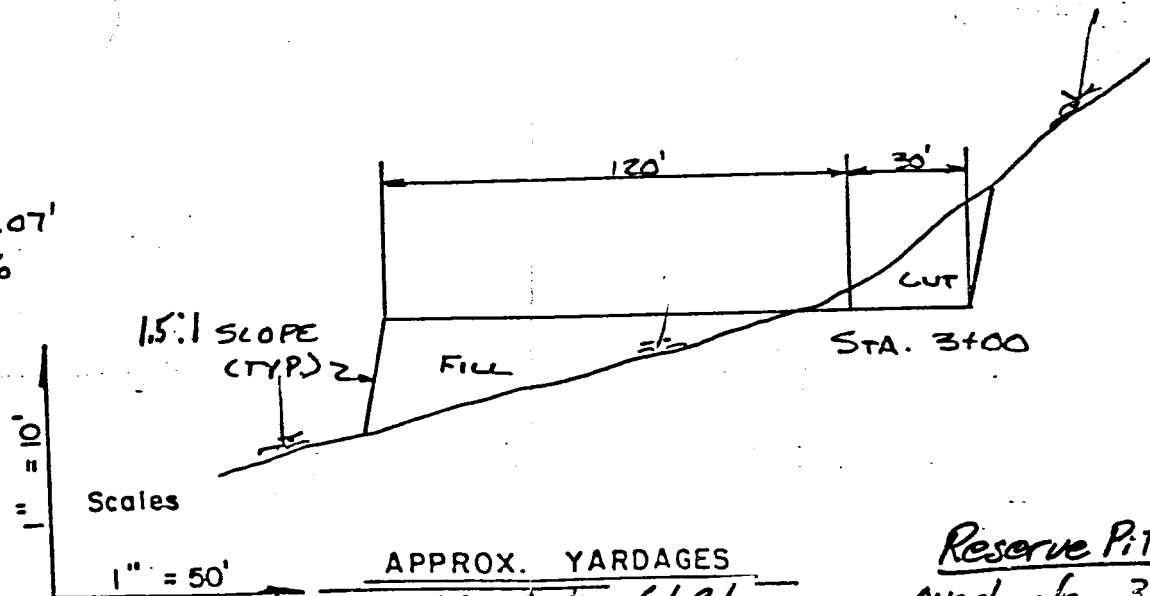 120'
30'
.07'
%
CUT
1.5:1 SLOPE
(TYP.)
FILL
STA. 3+00
1" = 10'
Scales
1" = 50'
APPROX. YARDAGES
Reserve Pit